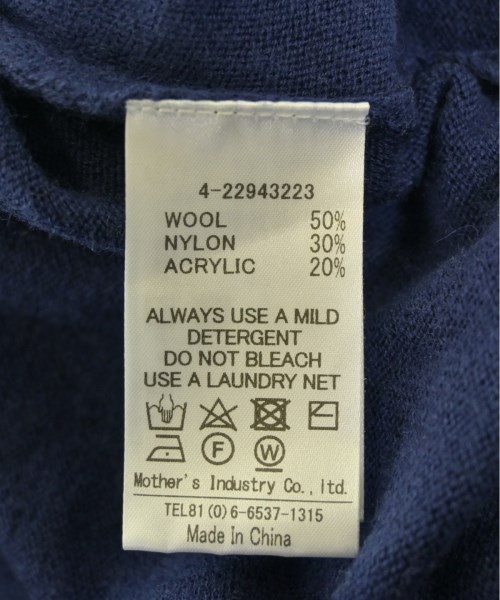 4-22943223
WOOL 50%
NYLON 30%
ACRYLIC 20%
ALWAYS USE A MILD
DETERGENT
DO NOT BLEACH
USE A LAUNDRY NET
F W
Mother's Industry Co., ltd.
TEL81(0)6-6537-1315
Made In China